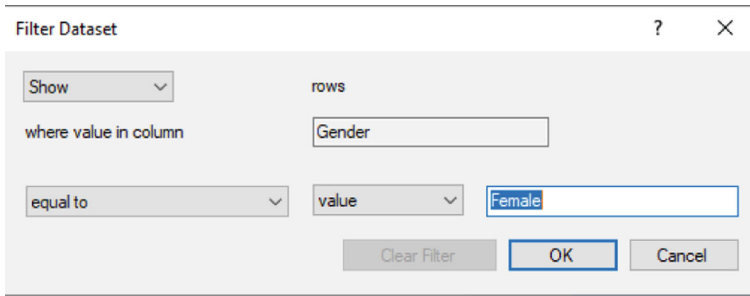 Filter Dataset ?
Show rows
where value in column Gender
equal to value Female
Clear Filter OK Cancel